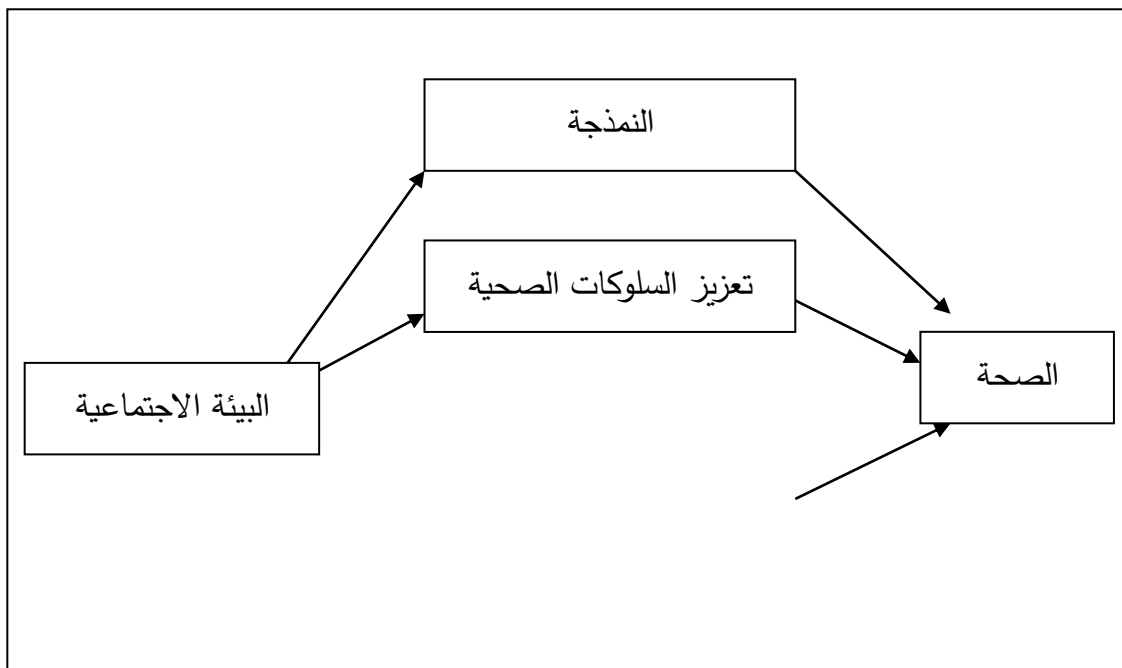 النمذجة
تعزيز السلوكات الصحية
الصحة
البيئة الاجتماعية